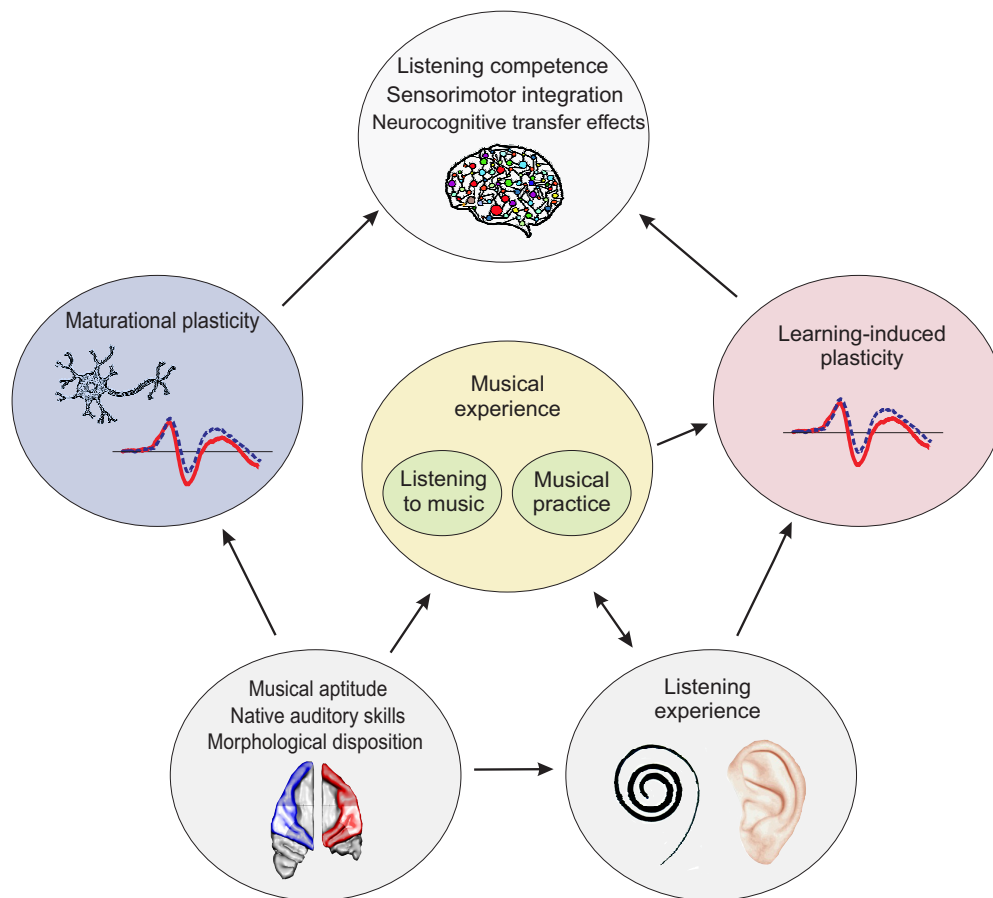 Listening competence
Sensorimotor integration
Neurocognitive transfer effects
Maturational plasticity
Learning-induced
plasticity
Musical
experience
Listening
to music
Musical
practice
Musical aptitude
Native auditory skills
Morphological disposition
Listening
experience